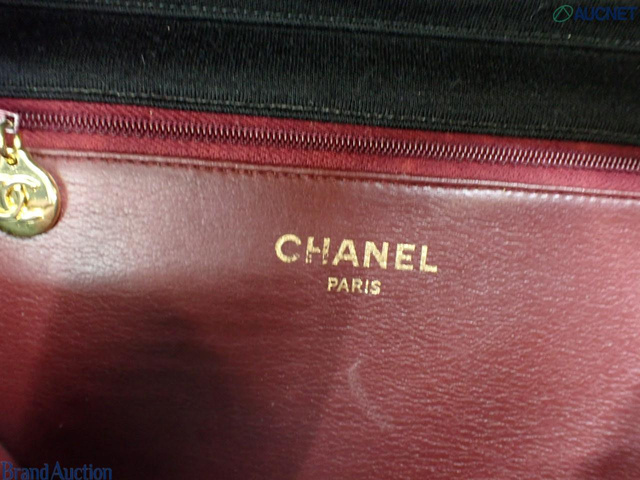 AUCNET
CHANEL
PARIS
Brand Auction